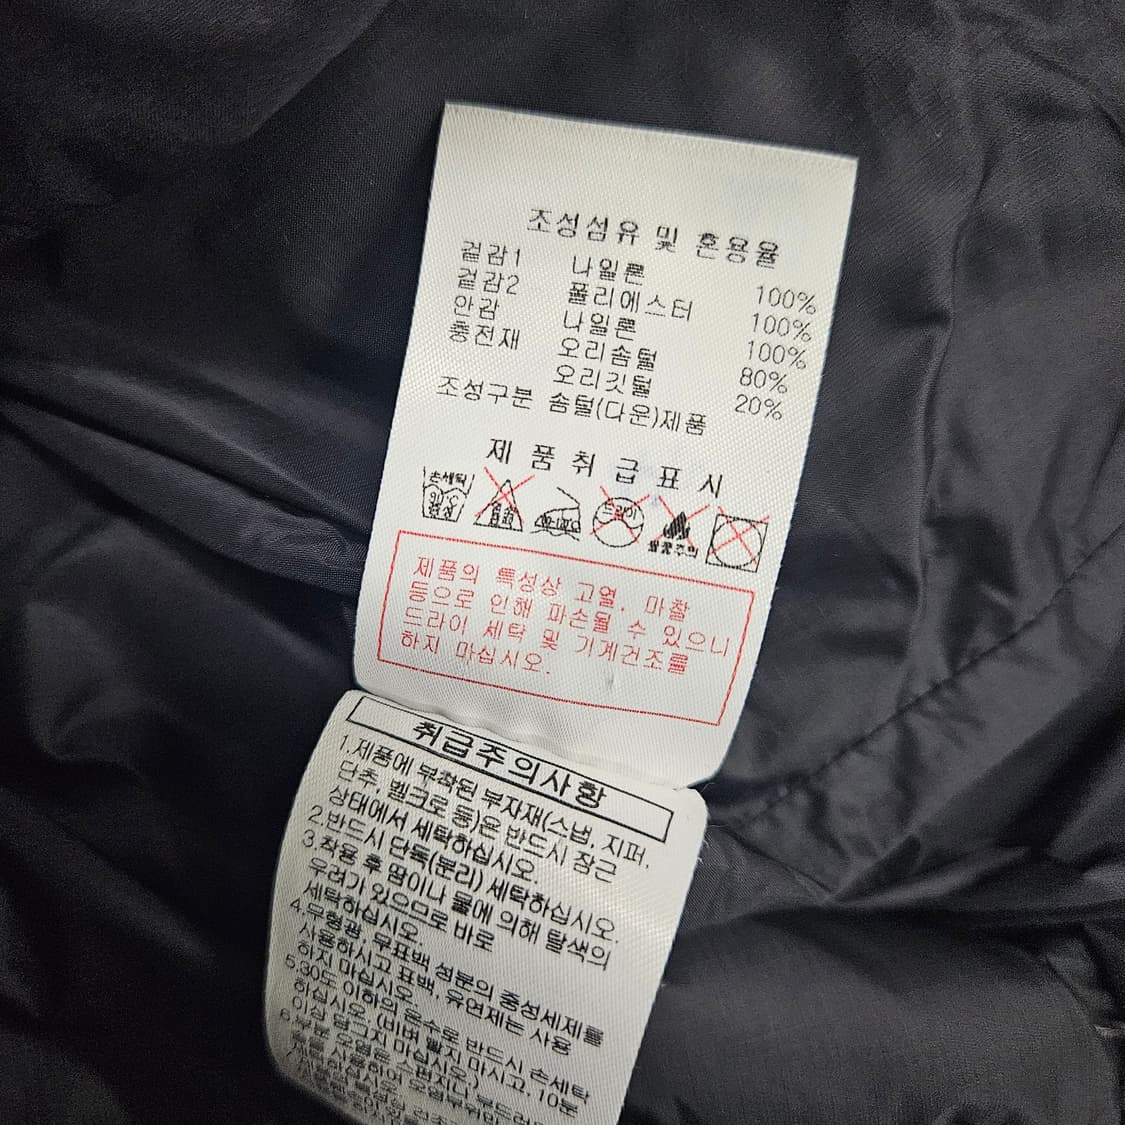 조성섬유 및 혼용율
겉감1 나일론 100%
겉감2 폴리에스터 100%
안감 나일론 100%
충전재 오리솜털 80%
오리깃털 20%
조성구분 솜털(다운)제품
제품취급표시
손세탁
30℃
드라이
제품의 특성상 고열, 마찰
등으로 인해 파손될 수 있으니
드라이 세탁 및 기계건조를
하지 마십시오.
취급주의사항
1.제품에 부착된 부자재(스냅, 지퍼,
단추, 벨크로 등)은 반드시 잠근
상태에서 세탁하십시오
2.반드시 단독(분리) 세탁하십시오.
3.착용 후 땀이나 물에 의해 탈색의
우려가 있으므로 바로
세탁하십시오.
4.무형광, 무표백 성분의 중성세제를
사용하시고 표백, 유연제는 사용
하지 마십시오.
5.30도 이하의 온수로 반드시 손세탁
하십시오. (비벼 빨지 마시고, 10분
이상 담그지 마십시오.)